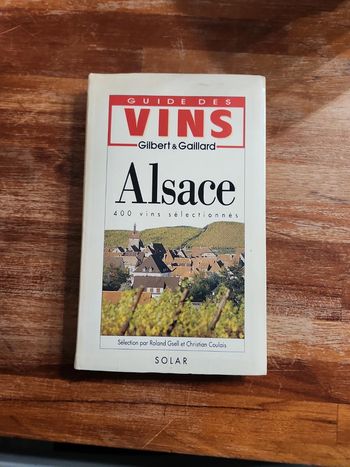 GUIDE DES
VINS
Gilbert & Gaillard
Alsace
400 vins sélectionnés
Sélection par Roland Gsell et Christian Coulais
SOLAR